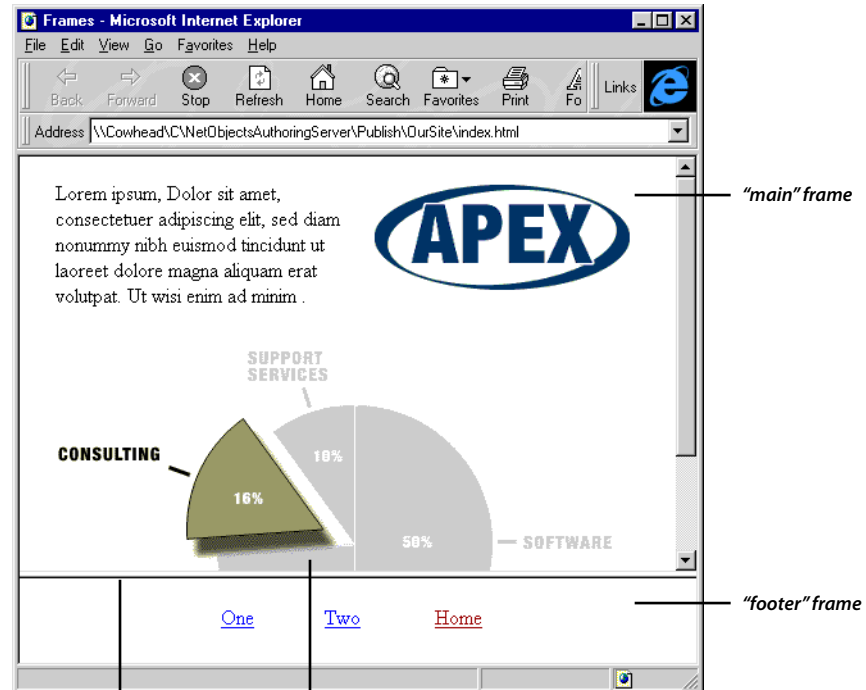 Frames - Microsoft Internet Explorer
File Edit View Go Favorites Help
Back Forward Stop Refresh Home Search Favorites Print Fo Links
Address \\Cowhead\C\NetObjectsAuthoringServer\Publish\OurSite\index.html
Lorem ipsum, Dolor sit amet,
consectetuer adipiscing elit, sed diam
nonummy nibh euismod tincidunt ut
laoreet dolore magna aliquam erat
volutpat. Ut wisi enim ad minim .
APEX
“main” frame
SUPPORT
SERVICES
CONSULTING
10%
16%
50%
SOFTWARE
One Two Home
“footer” frame